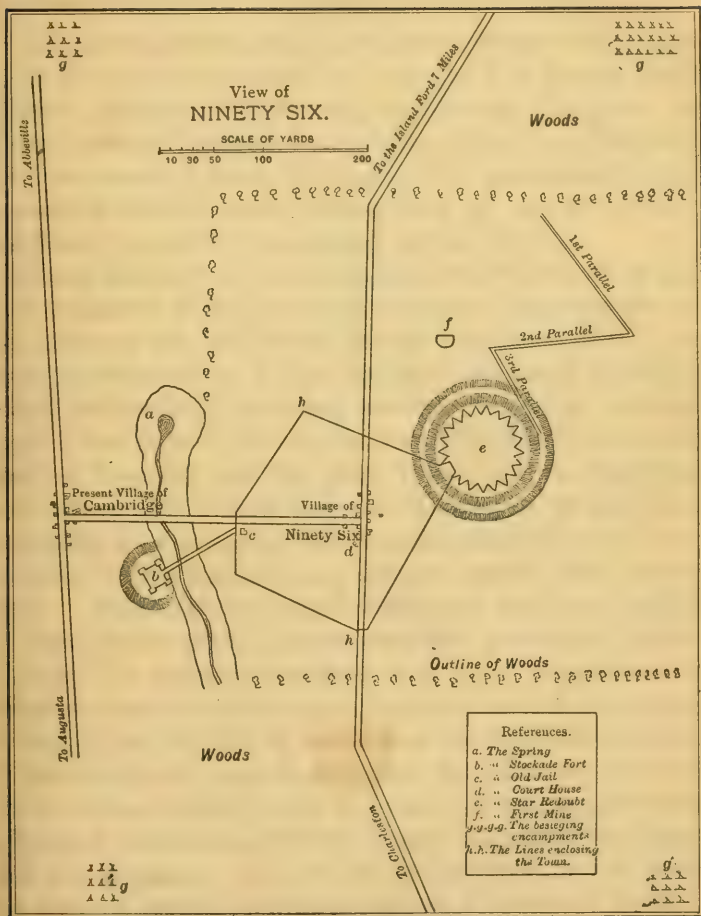 g
g
View of
NINETY SIX.
SCALE OF YARDS
10 30 50 100 200
To Abbevills
To the Island Ford 7 Miles
Woods
1st Parallel
f
2nd Parallel
3rd Parallel
h
a
e
Present Village of
Cambridge
Village of
Ninety Six
c
d
b
h
Outline of Woods
To Augusta
Woods
To Charleston
References.
a. The Spring
b. " Stockade Fort
c. " Old Jail
d. " Court House
e. " Star Redoubt
f. " First Mine
g.g.g.g. The besieging
encampments
h.h. The Lines enclosing
the Town.
g
g